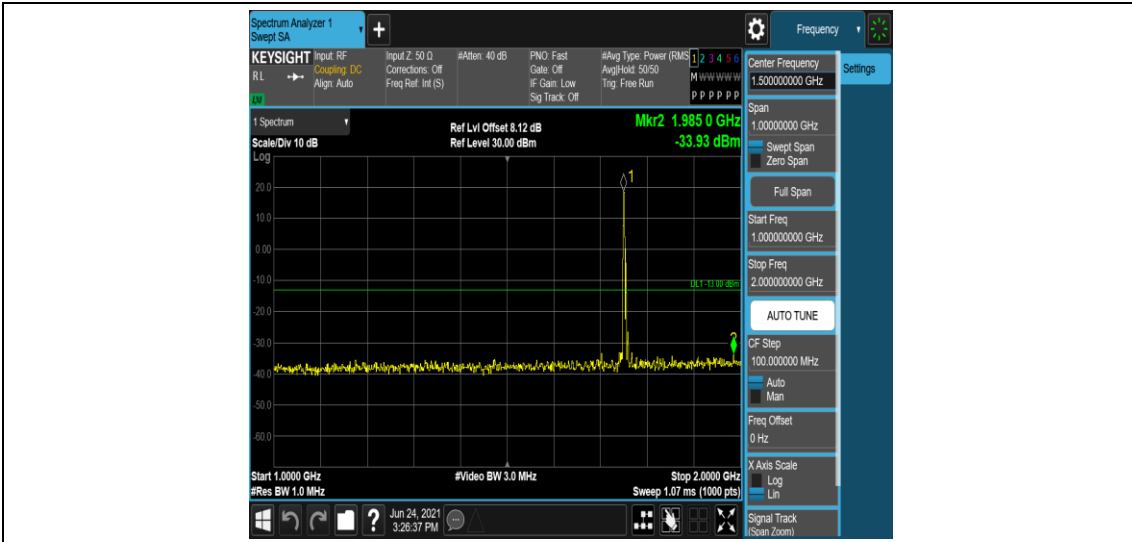 Spectrum Analyzer 1
Swept SA
+
Frequency
KEYSIGHT
RL
LXI
Input: RF
Coupling: DC
Align: Auto
Input Z: 50 Ω
Corrections: Off
Freq Ref: Int (S)
#Atten: 40 dB
PNO: Fast
Gate: Off
IF Gain: Low
Sig Track: Off
#Avg Type: Power (RMS
Avg|Hold: 50/50
Trig: Free Run
1 2 3 4 5 6
M W W W W W
P P P P P P
1 Spectrum
Scale/Div 10 dB
Log
Ref Lvl Offset 8.12 dB
Ref Level 30.00 dBm
Mkr2 1.985 0 GHz
-33.93 dBm
1
20.0
10.0
0.00
-10.0
DL1 -13.00 dBm
-20.0
-30.0
2
-40.0
-50.0
-60.0
Start 1.0000 GHz
#Res BW 1.0 MHz
#Video BW 3.0 MHz
Stop 2.0000 GHz
Sweep 1.07 ms (1000 pts)
?
Jun 24, 2021
3:26:37 PM
Center Frequency
1.500000000 GHz
Settings
Span
1.00000000 GHz
Swept Span
Zero Span
Full Span
Start Freq
1.000000000 GHz
Stop Freq
2.000000000 GHz
AUTO TUNE
CF Step
100.000000 MHz
Auto
Man
Freq Offset
0 Hz
X Axis Scale
Log
Lin
Signal Track
(Span Zoom)